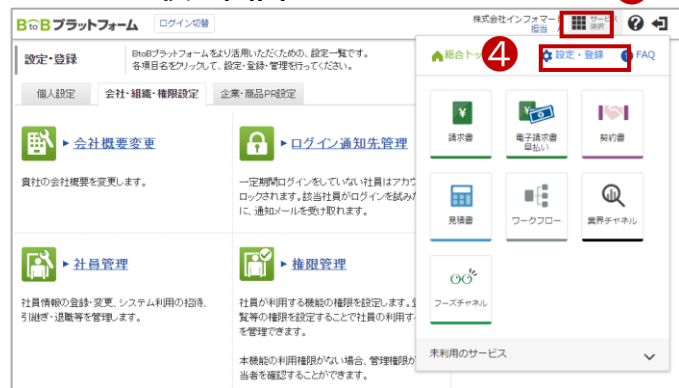 BtoBプラットフォーム ログイン切替
株式会社インフォマー
担当
サービス
選択
設定・登録
BtoBプラットフォームをより活用いただくための、設定一覧です。
各項目名をクリックして、設定・登録・管理を行ってください。
総合トッ
4
設定・登録
FAQ
個人設定 会社・組織・権限設定 企業・商品PR設定
会社概要変更
貴社の会社概要を変更します。
ログイン通知先管理
一定期間ログインをしていない社員はアカウ
ロックされます。該当社員がログインを試みた
に、通知メールを受け取れます。
社員管理
社員情報の登録・変更、システム利用の招待、
引継ぎ・退職等を管理します。
権限管理
社員が利用する機能の権限を設定します。
覧等の権限を設定することで社員の利用す
を管理できます。
本機能の利用権限がない場合、管理権限が
当者を確認することができます。
請求書
電子請求書
早払い
契約書
見積書
ワークフロー
業界チャネル
フーズチャネル
未利用のサービス